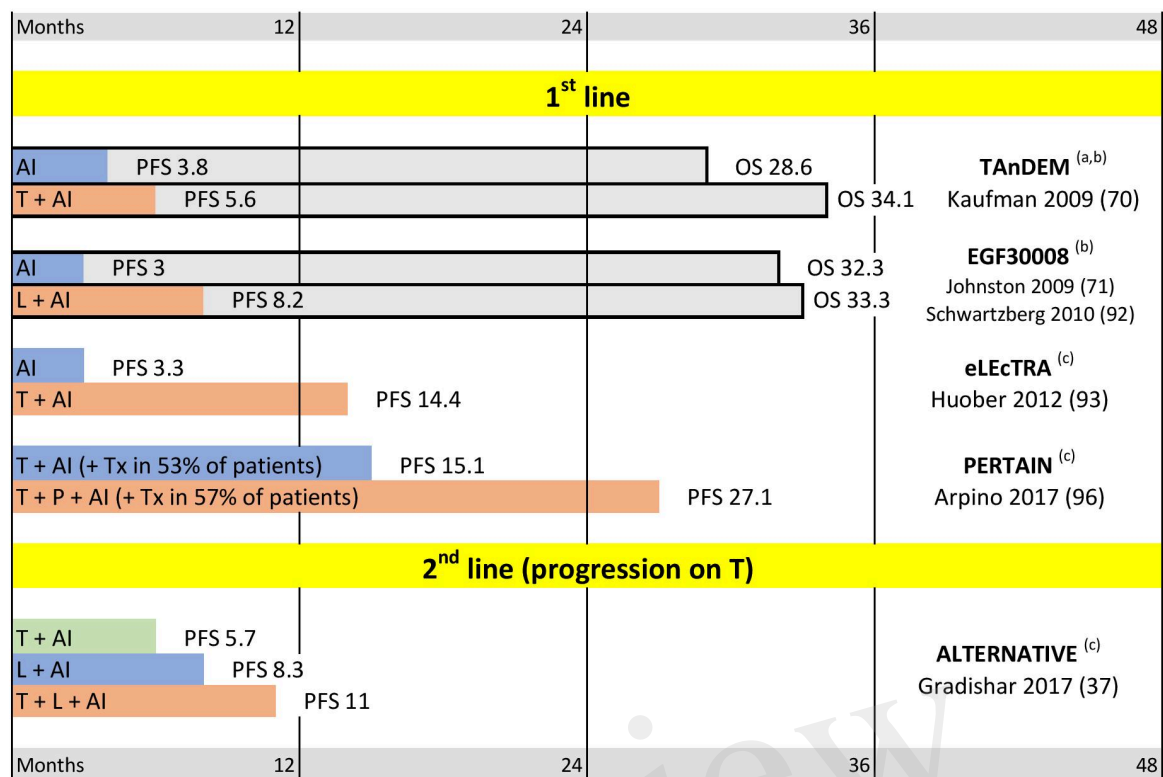 Months 12 24 36 48
1st line
AI PFS 3.8 OS 28.6
T + AI PFS 5.6 OS 34.1
TAnDEM (a,b)
Kaufman 2009 (70)
AI PFS 3 OS 32.3
L + AI PFS 8.2 OS 33.3
EGF30008 (b)
Johnston 2009 (71)
Schwartzberg 2010 (92)
AI PFS 3.3
T + AI PFS 14.4
eLEcTRA (c)
Huober 2012 (93)
T + AI (+ Tx in 53% of patients) PFS 15.1
T + P + AI (+ Tx in 57% of patients) PFS 27.1
PERTAIN (c)
Arpino 2017 (96)
2nd line (progression on T)
T + AI PFS 5.7
L + AI PFS 8.3
T + L + AI PFS 11
ALTERNATIVE (c)
Gradishar 2017 (37)
Months 12 24 36 48